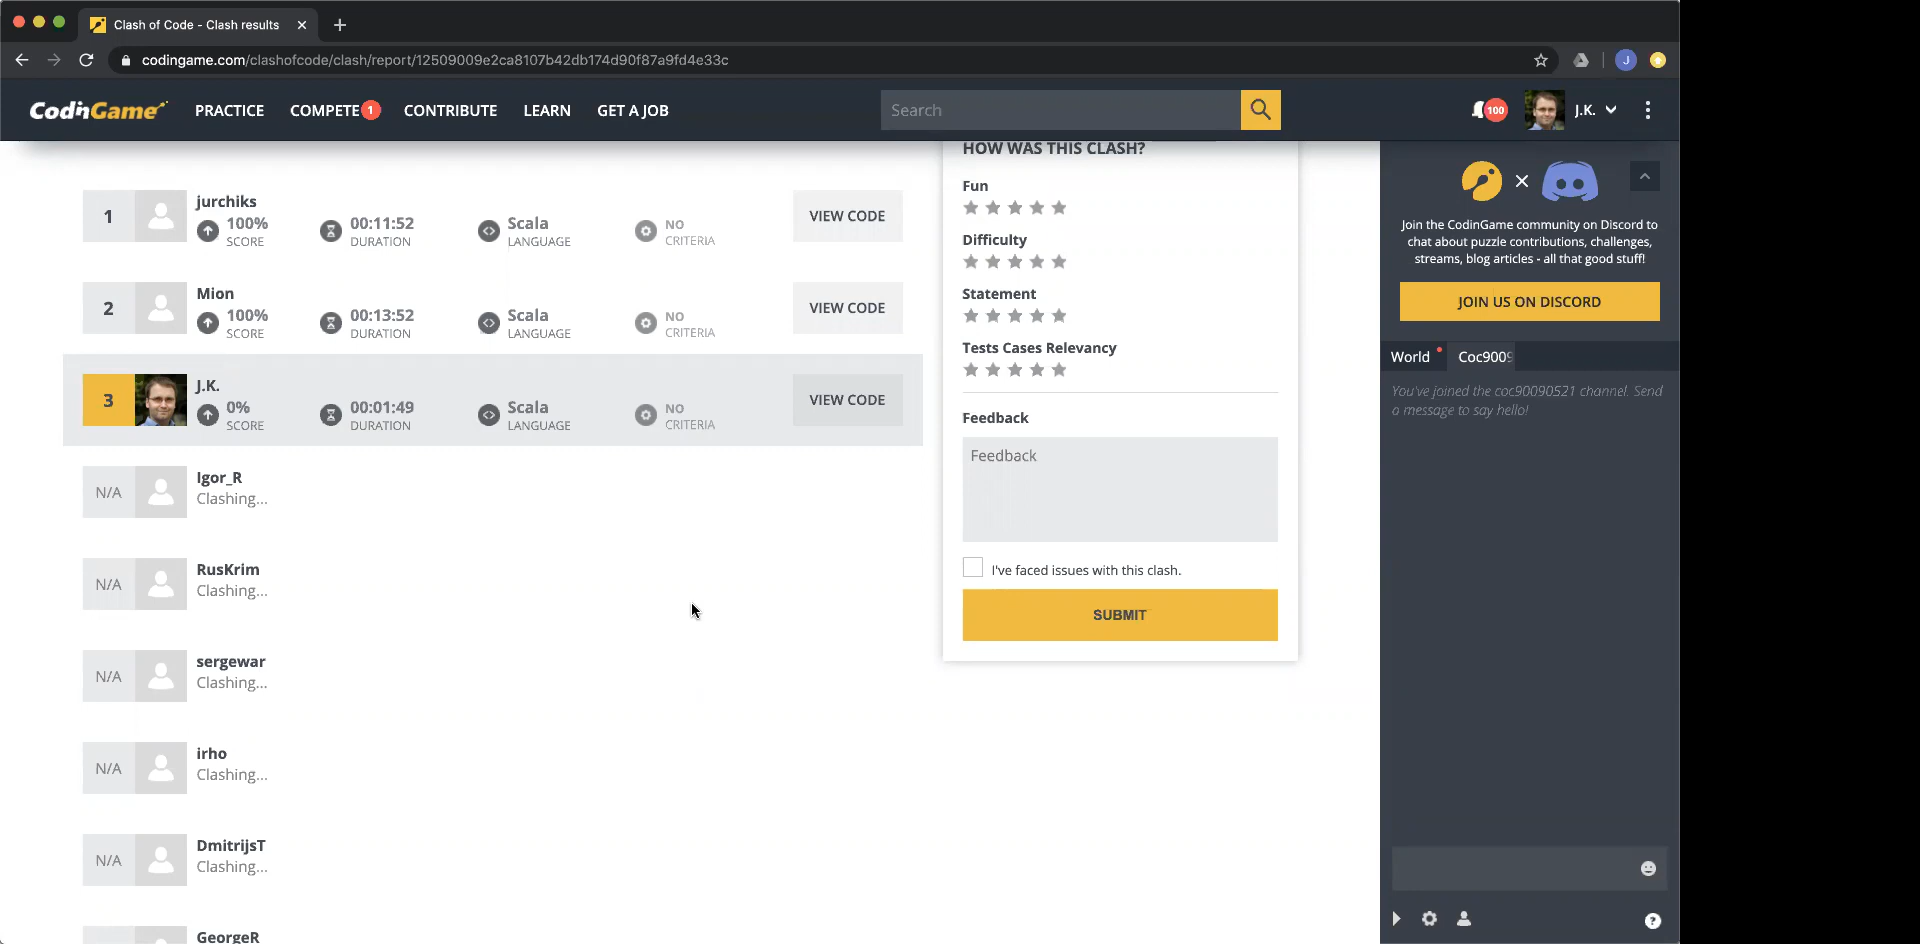 Clash of Code - Clash results
codingame.com/clashofcode/clash/report/12509009e2ca8107b42db174d90f87a9fd4e33c
J
CodinGame
PRACTICE
COMPETE 1
CONTRIBUTE
LEARN
GET A JOB
Search
100
J.K.
1
jurchiks
100%
SCORE
00:11:52
DURATION
Scala
LANGUAGE
NO
CRITERIA
VIEW CODE
2
Mion
100%
SCORE
00:13:52
DURATION
Scala
LANGUAGE
NO
CRITERIA
VIEW CODE
3
J.K.
0%
SCORE
00:01:49
DURATION
Scala
LANGUAGE
NO
CRITERIA
VIEW CODE
N/A
Igor_R
Clashing...
N/A
RusKrim
Clashing...
N/A
sergewar
Clashing...
N/A
irho
Clashing...
N/A
DmitrijsT
Clashing...
GeorgeR
HOW WAS THIS CLASH?
Fun
Difficulty
Statement
Tests Cases Relevancy
Feedback
Feedback
I've faced issues with this clash.
SUBMIT
Join the CodinGame community on Discord to
chat about puzzle contributions, challenges,
streams, blog articles - all that good stuff!
JOIN US ON DISCORD
World
Coc9009
You've joined the coc90090521 channel. Send
a message to say hello!
?